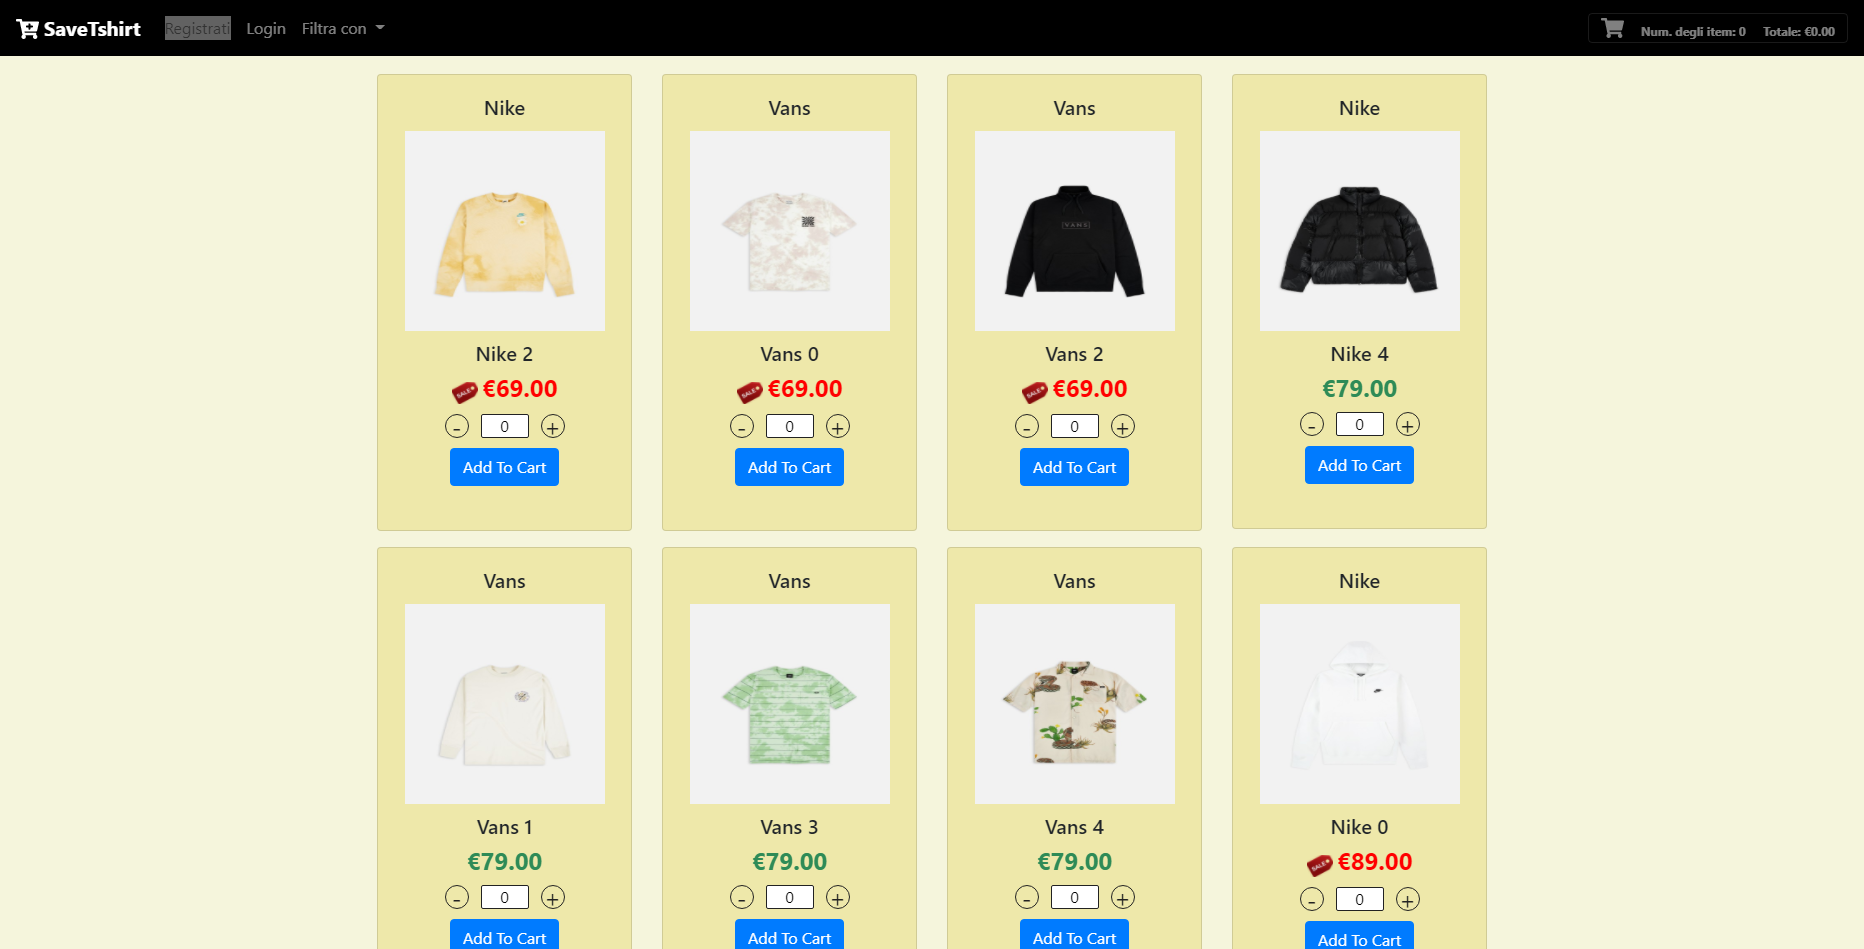 SaveTshirt Registrati Login Filtra con Num. degli item: 0 Totale: €0.00
Nike Vans Vans Nike
VANS
Nike 2 Vans 0 Vans 2 Nike 4
SALE €69.00 SALE €69.00 SALE €69.00 €79.00
- 0 + - 0 + - 0 + - 0 +
Add To Cart Add To Cart Add To Cart Add To Cart
Vans Vans Vans Nike
Vans 1 Vans 3 Vans 4 Nike 0
€79.00 €79.00 €79.00 SALE €89.00
- 0 + - 0 + - 0 + - 0 +
Add To Cart Add To Cart Add To Cart Add To Cart